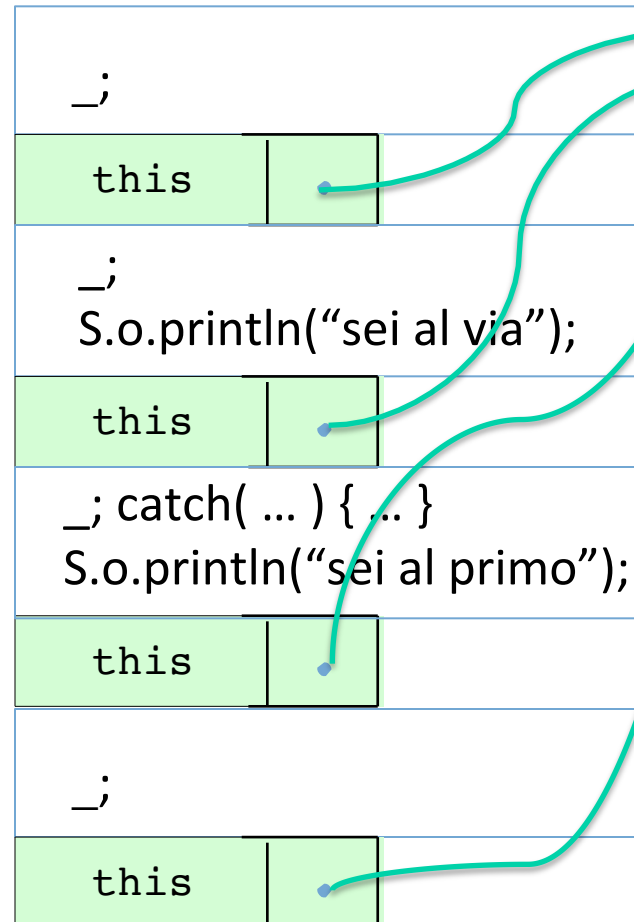 _;
this
_;
S.o.println(“sei al via”);
this
_; catch( … ) { … }
S.o.println(“sei al primo”);
this
_;
this